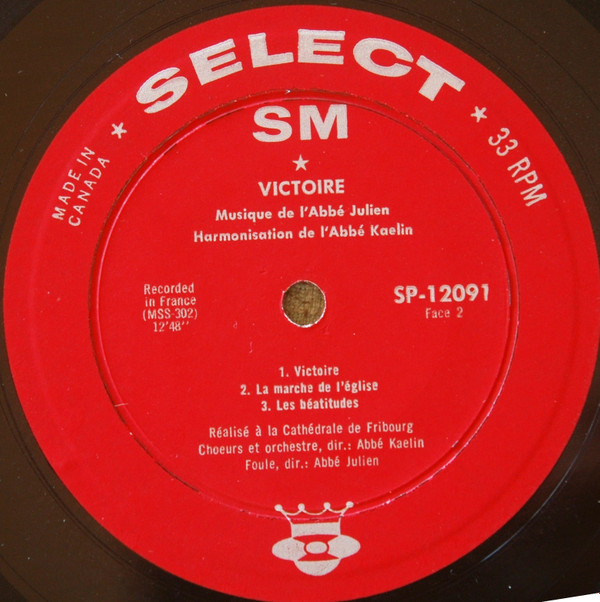 SELECT
SM
MADE IN
CANADA
33 RPM
VICTOIRE
Musique de l'Abbé Julien
Harmonisation de l'Abbé Kaelin
Recorded
in France
(MSS-302)
12'48''
SP-12091
Face 2
1. Victoire
2. La marche de l'église
3. Les béatitudes
Réalisé à la Cathédrale de Fribourg
Choeurs et orchestre, dir.: Abbé Kaelin
Foule, dir.: Abbé Julien